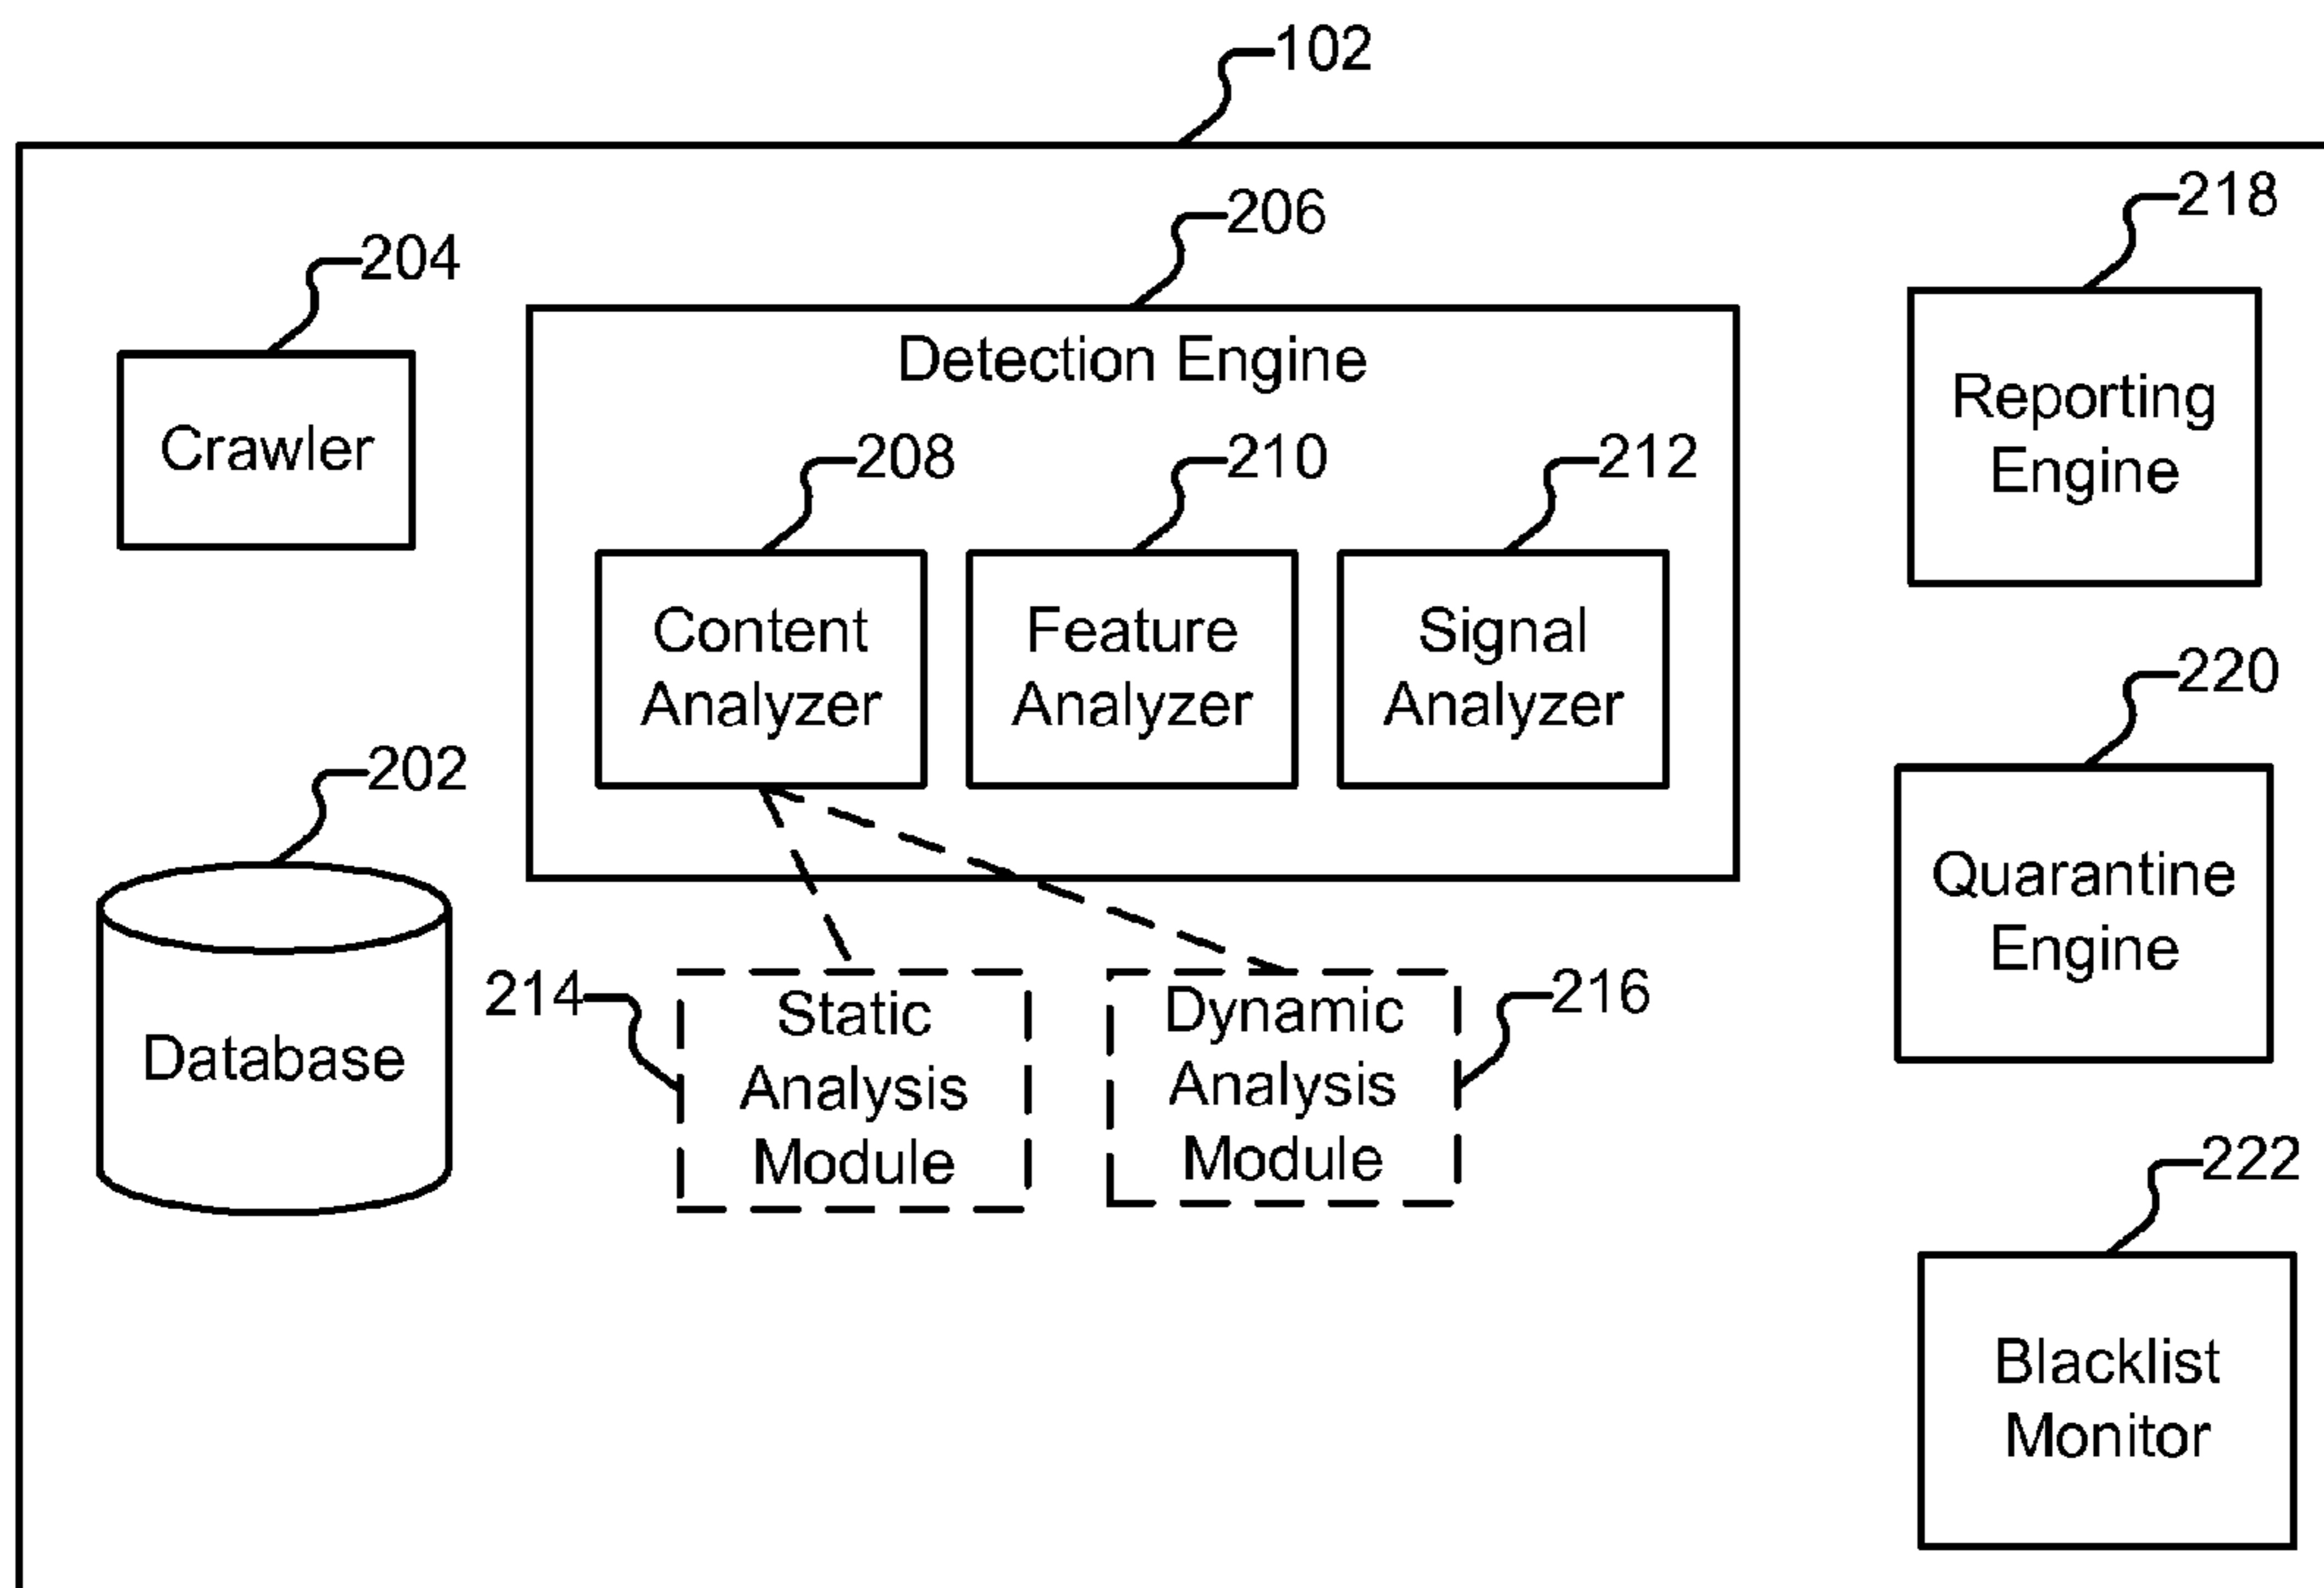 102
206
218
204
Detection Engine
Reporting
Engine
Crawler
208
210
212
Content
Analyzer
Feature
Analyzer
Signal
Analyzer
220
202
Quarantine
Engine
214
Static
Analysis
Module
Dynamic
Analysis
Module
216
Database
222
Blacklist
Monitor